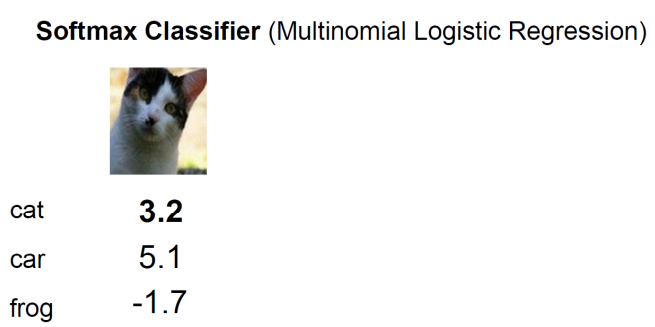 Softmax Classifier (Multinomial Logistic Regression)
cat 3.2
car 5.1
frog -1.7